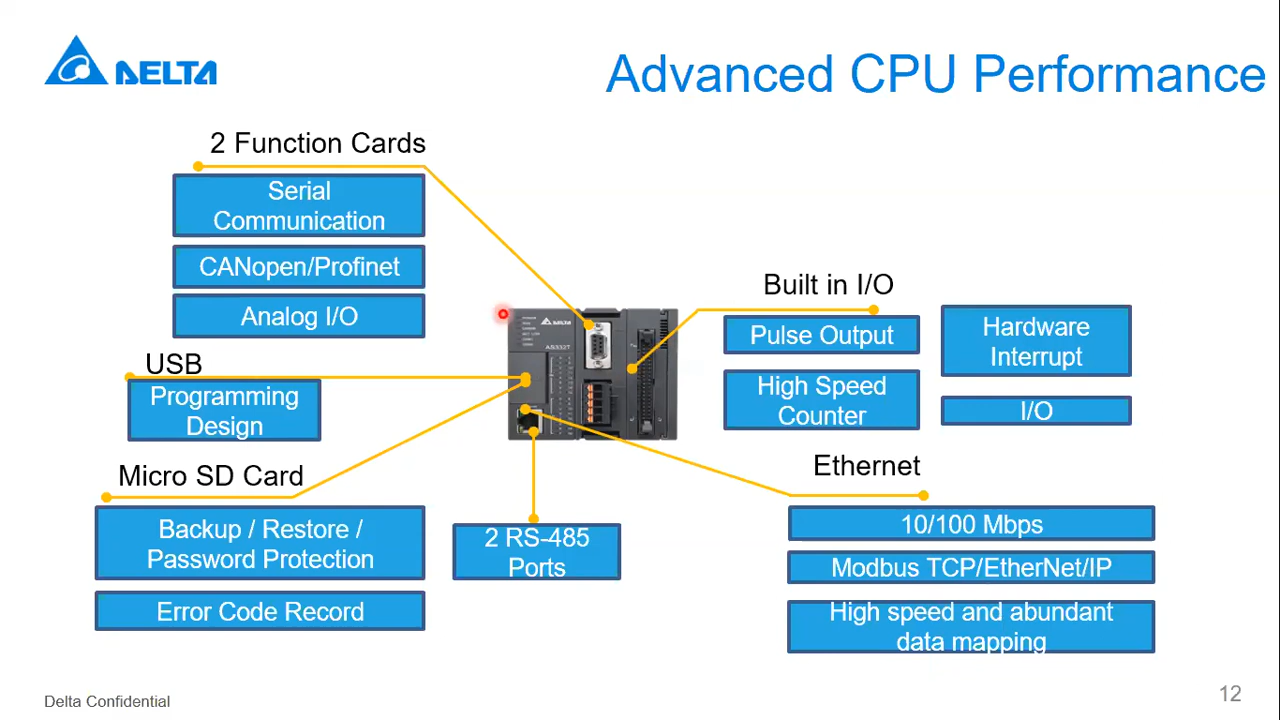 DELTA
Advanced CPU Performance
2 Function Cards
Serial
Communication
CANopen/Profinet
Analog I/O
USB
Programming
Design
Micro SD Card
Backup / Restore /
Password Protection
Error Code Record
DELTA
AS332T
2 RS-485
Ports
Built in I/O
Pulse Output
High Speed
Counter
Hardware
Interrupt
I/O
Ethernet
10/100 Mbps
Modbus TCP/EtherNet/IP
High speed and abundant
data mapping
Delta Confidential
12